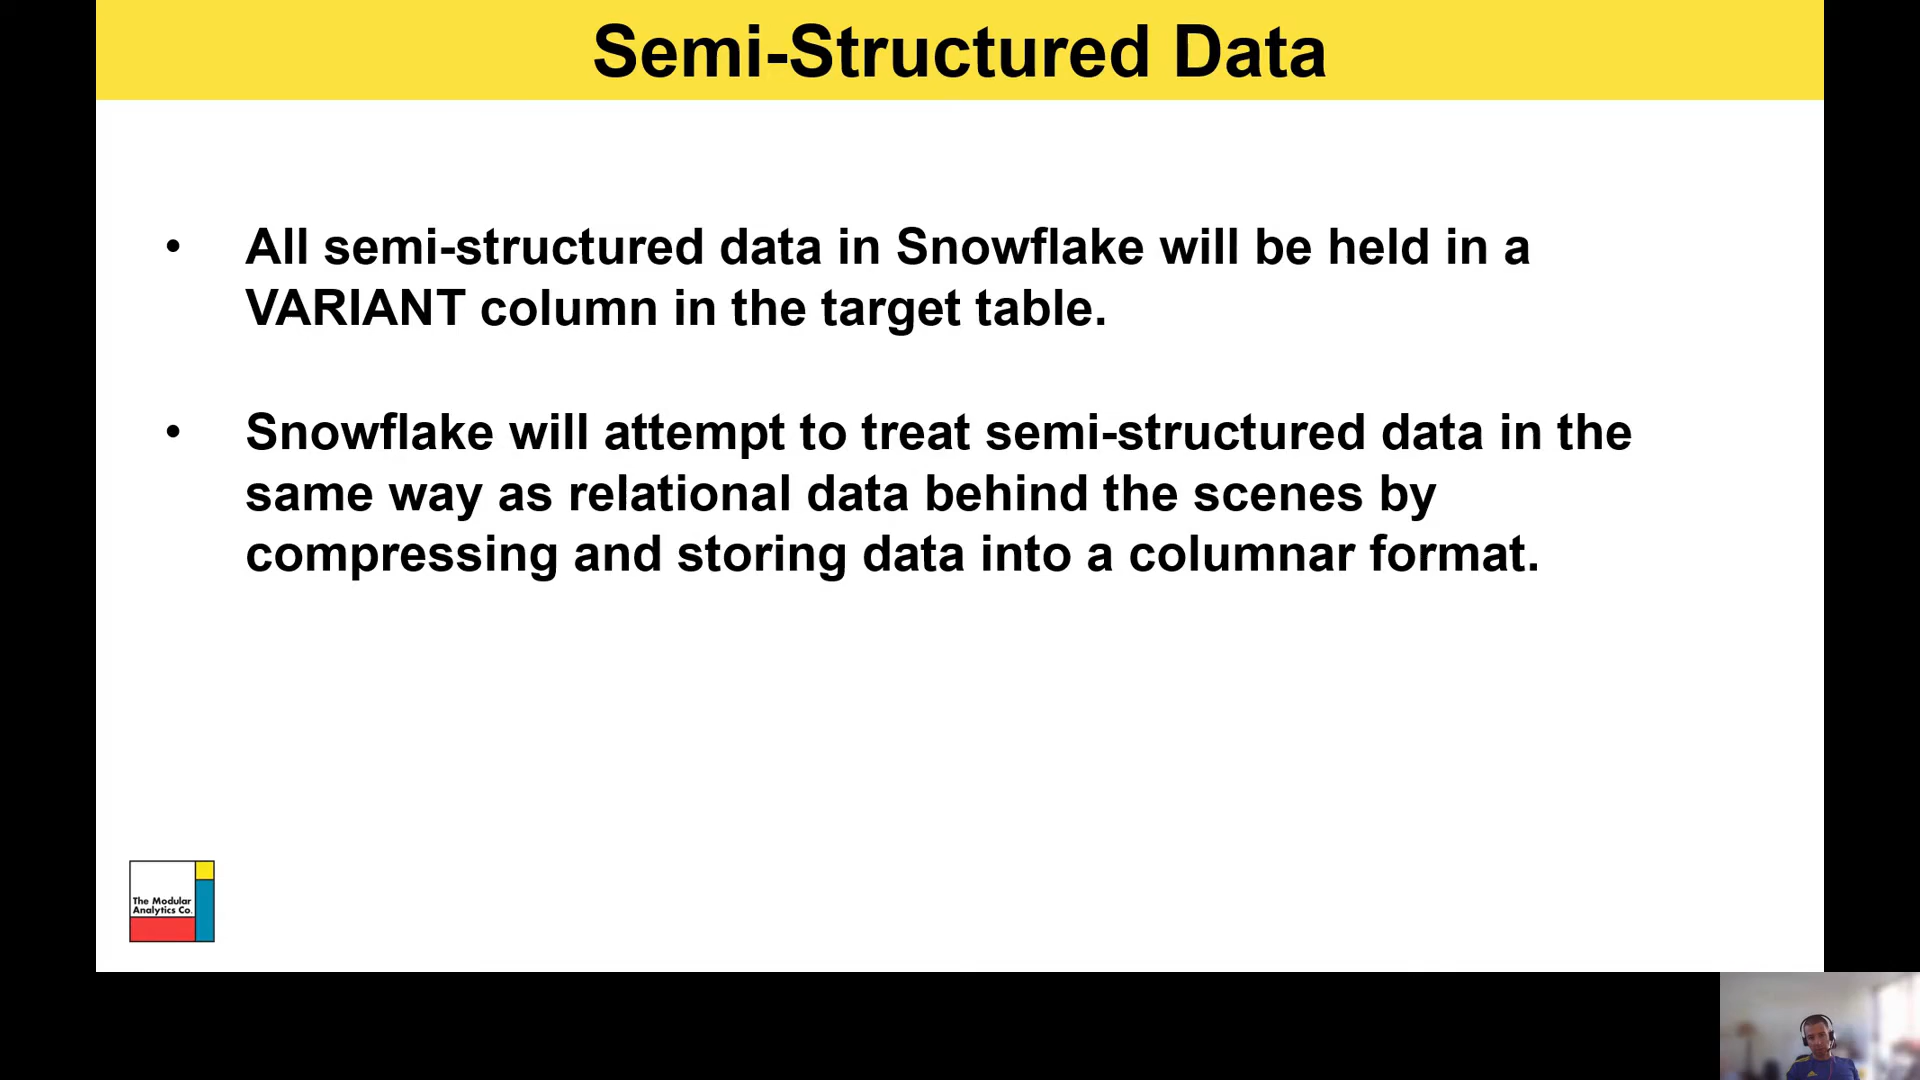 Semi-Structured Data
• All semi-structured data in Snowflake will be held in a
VARIANT column in the target table.
• Snowflake will attempt to treat semi-structured data in the
same way as relational data behind the scenes by
compressing and storing data into a columnar format.
The Modular
Analytics Co.